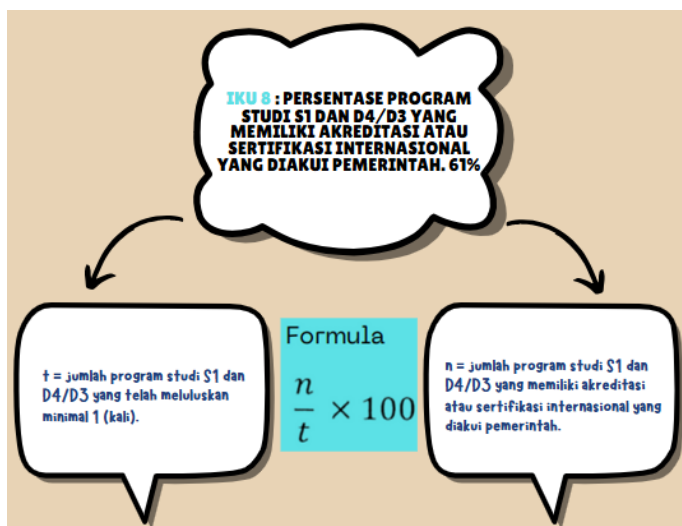 IKU 8 : PERSENTASE PROGRAM
STUDI S1 DAN D4/D3 YANG
MEMILIKI AKREDITASI ATAU
SERTIFIKASI INTERNASIONAL
YANG DIAKUI PEMERINTAH. 61%
t = jumlah program studi S1 dan
D4/D3 yang telah meluluskan
minimal 1 (kali).
Formula
n
t
× 100
n = jumlah program studi S1 dan
D4/D3 yang memiliki akreditasi
atau sertifikasi internasional yang
diakui pemerintah.